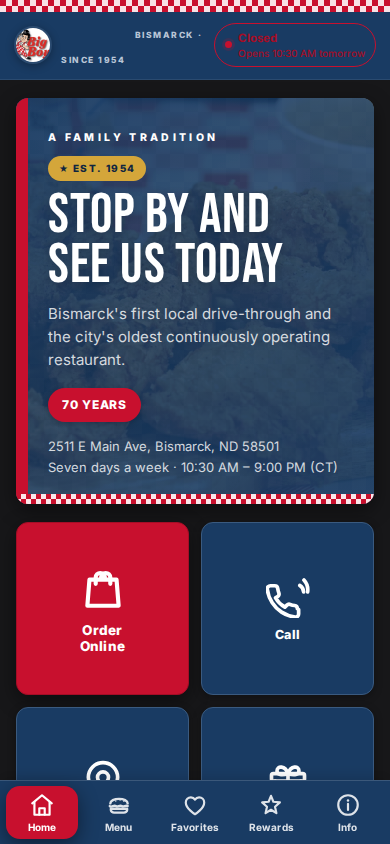 Big Boy
BISMARCK ·
SINCE 1954
Closed
Opens 10:30 AM tomorrow
A FAMILY TRADITION
★ EST. 1954
STOP BY AND
SEE US TODAY
Bismarck's first local drive-through and
the city's oldest continuously operating
restaurant.
70 YEARS
2511 E Main Ave, Bismarck, ND 58501
Seven days a week · 10:30 AM – 9:00 PM (CT)
Order
Online
Call
Home
Menu
Favorites
Rewards
Info